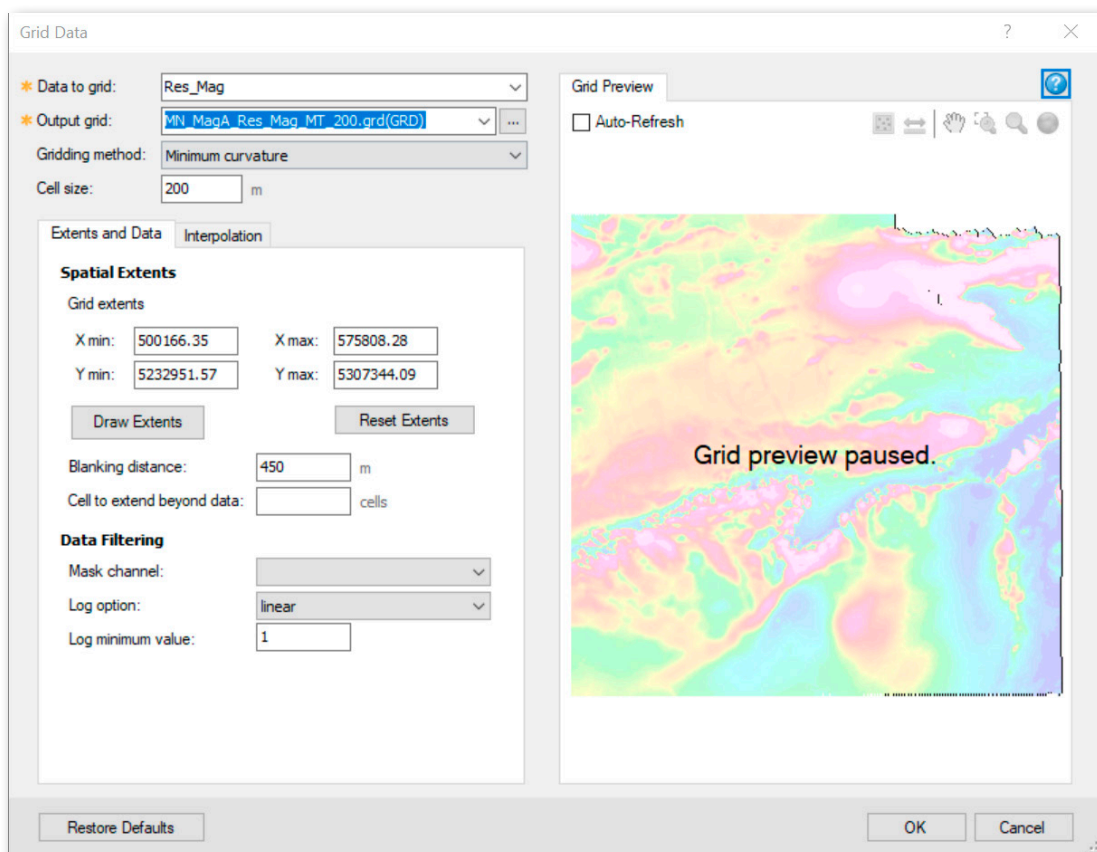 Grid Data
? ×
* Data to grid: Res_Mag
* Output grid: MN_MagA_Res_Mag_MT_200.grd(GRD) ...
Gridding method: Minimum curvature
Cell size: 200 m
Extents and Data Interpolation
Spatial Extents
Grid extents
X min: 500166.35 X max: 575808.28
Y min: 5232951.57 Y max: 5307344.09
Draw Extents Reset Extents
Blanking distance: 450 m
Cell to extend beyond data: cells
Data Filtering
Mask channel:
Log option: linear
Log minimum value: 1
Grid Preview ?
Auto-Refresh
Grid preview paused.
Restore Defaults OK Cancel